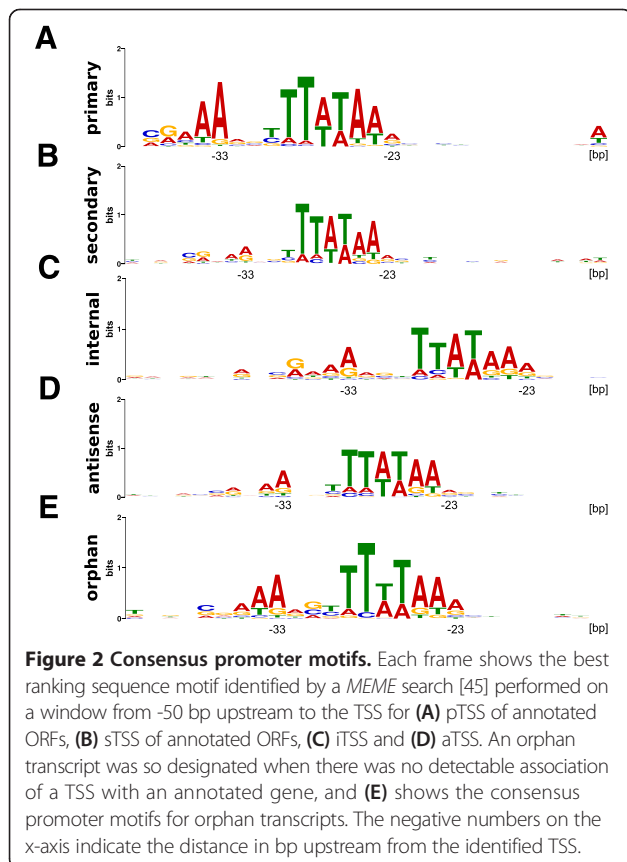 A
primary
bits
2
1
0
-33
-23
[bp]
B
secondary
bits
2
1
0
-33
-23
[bp]
C
internal
bits
2
1
0
-33
-23
[bp]
D
antisense
bits
2
1
0
-33
-23
[bp]
E
orphan
bits
2
1
0
-33
-23
[bp]
Figure 2 Consensus promoter motifs. Each frame shows the best
ranking sequence motif identified by a MEME search [45] performed on
a window from -50 bp upstream to the TSS for (A) pTSS of annotated
ORFs, (B) sTSS of annotated ORFs, (C) iTSS and (D) aTSS. An orphan
transcript was so designated when there was no detectable association
of a TSS with an annotated gene, and (E) shows the consensus
promoter motifs for orphan transcripts. The negative numbers on the
x-axis indicate the distance in bp upstream from the identified TSS.